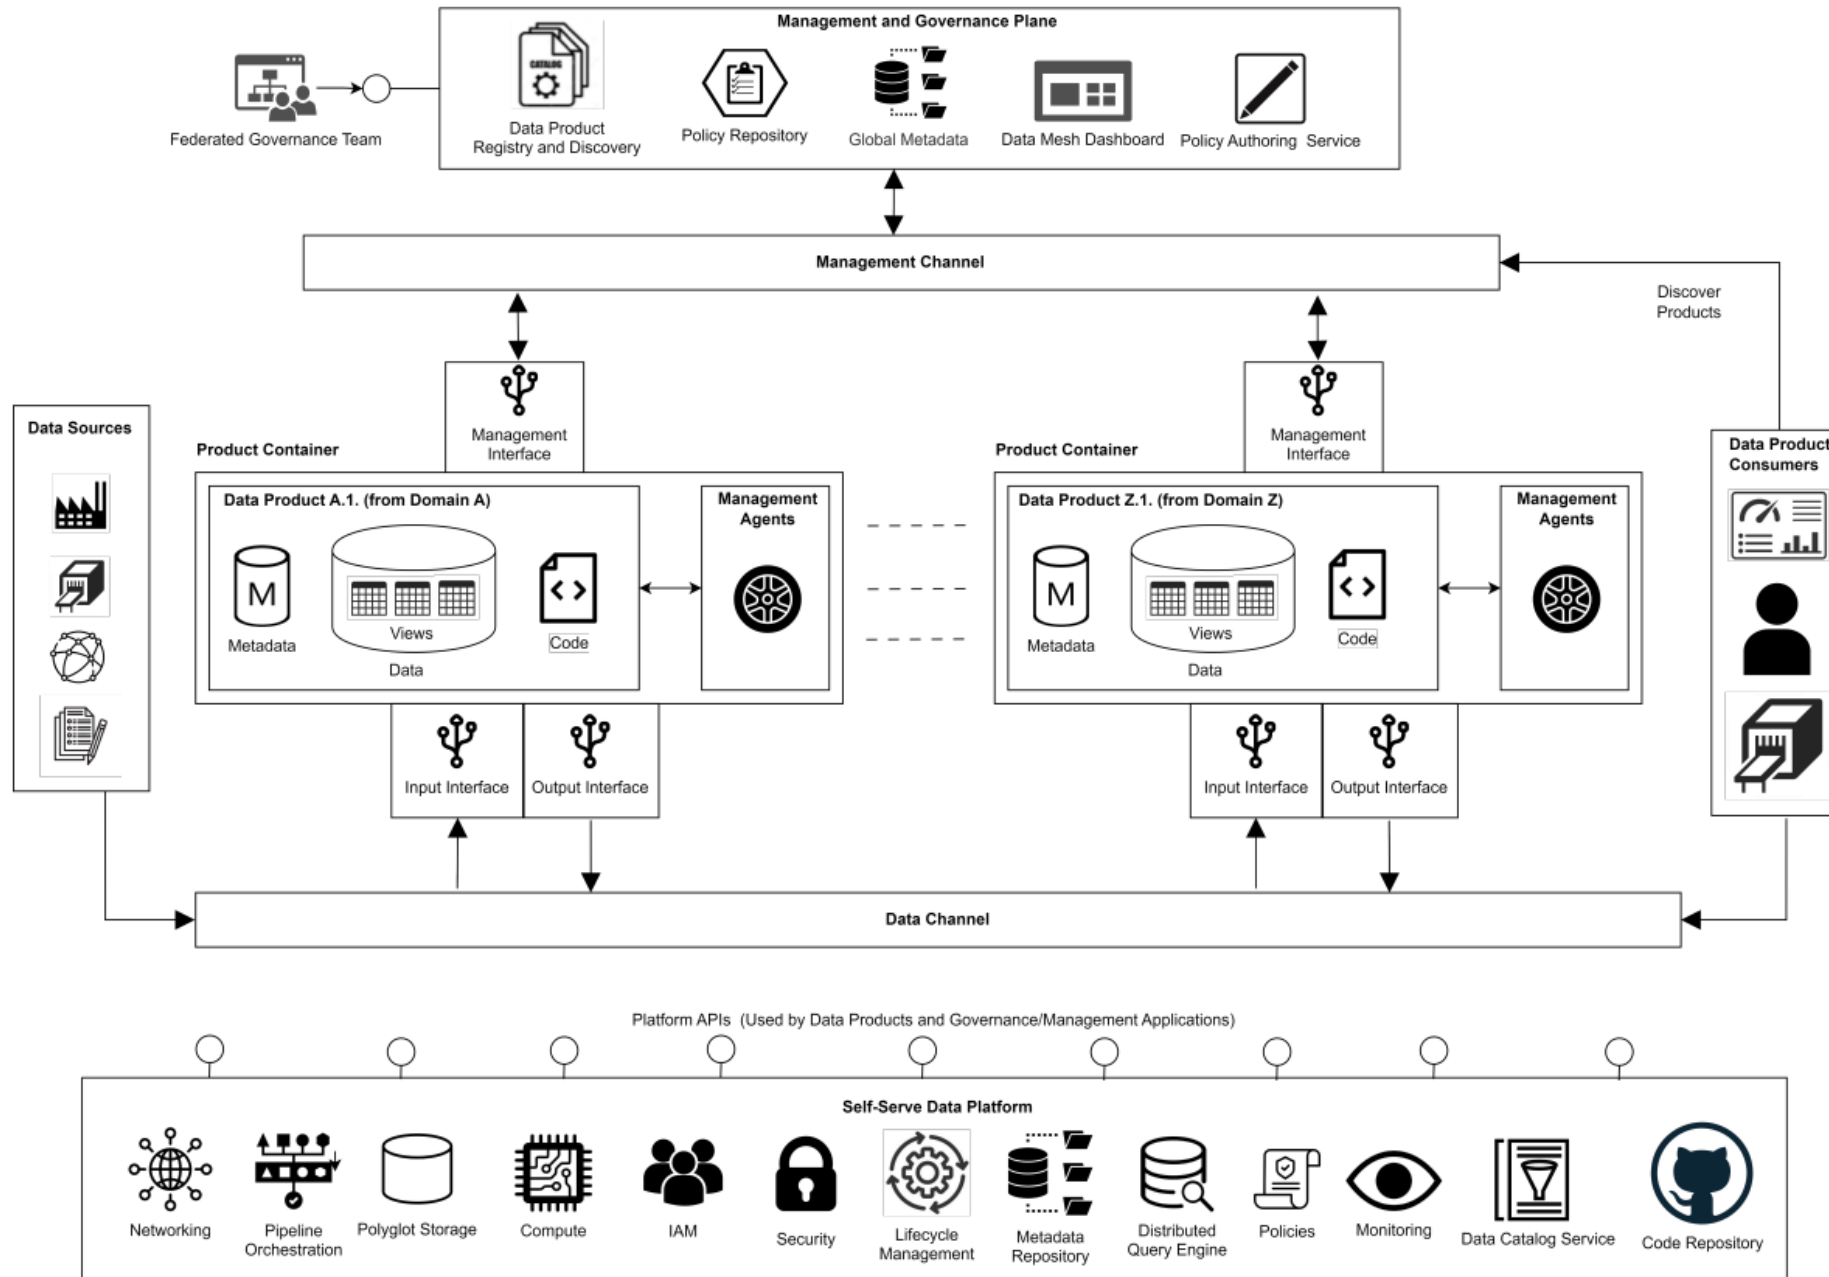 Management and Governance Plane
CATALOG
Federated Governance Team
Data Product
Registry and Discovery
Policy Repository
Global Metadata
Data Mesh Dashboard
Policy Authoring Service
Management Channel
Discover
Products
Data Sources
Product Container
Management
Interface
Data Product A.1. (from Domain A)
M
Metadata
Views
Data
Code
Management
Agents
Input Interface
Output Interface
Product Container
Management
Interface
Data Product Z.1. (from Domain Z)
M
Metadata
Views
Data
Code
Management
Agents
Input Interface
Output Interface
Data Product
Consumers
Data Channel
Platform APIs (Used by Data Products and Governance/Management Applications)
Self-Serve Data Platform
Networking
Pipeline
Orchestration
Polyglot Storage
Compute
IAM
Security
Lifecycle
Management
Metadata
Repository
Distributed
Query Engine
Policies
Monitoring
Data Catalog Service
Code Repository